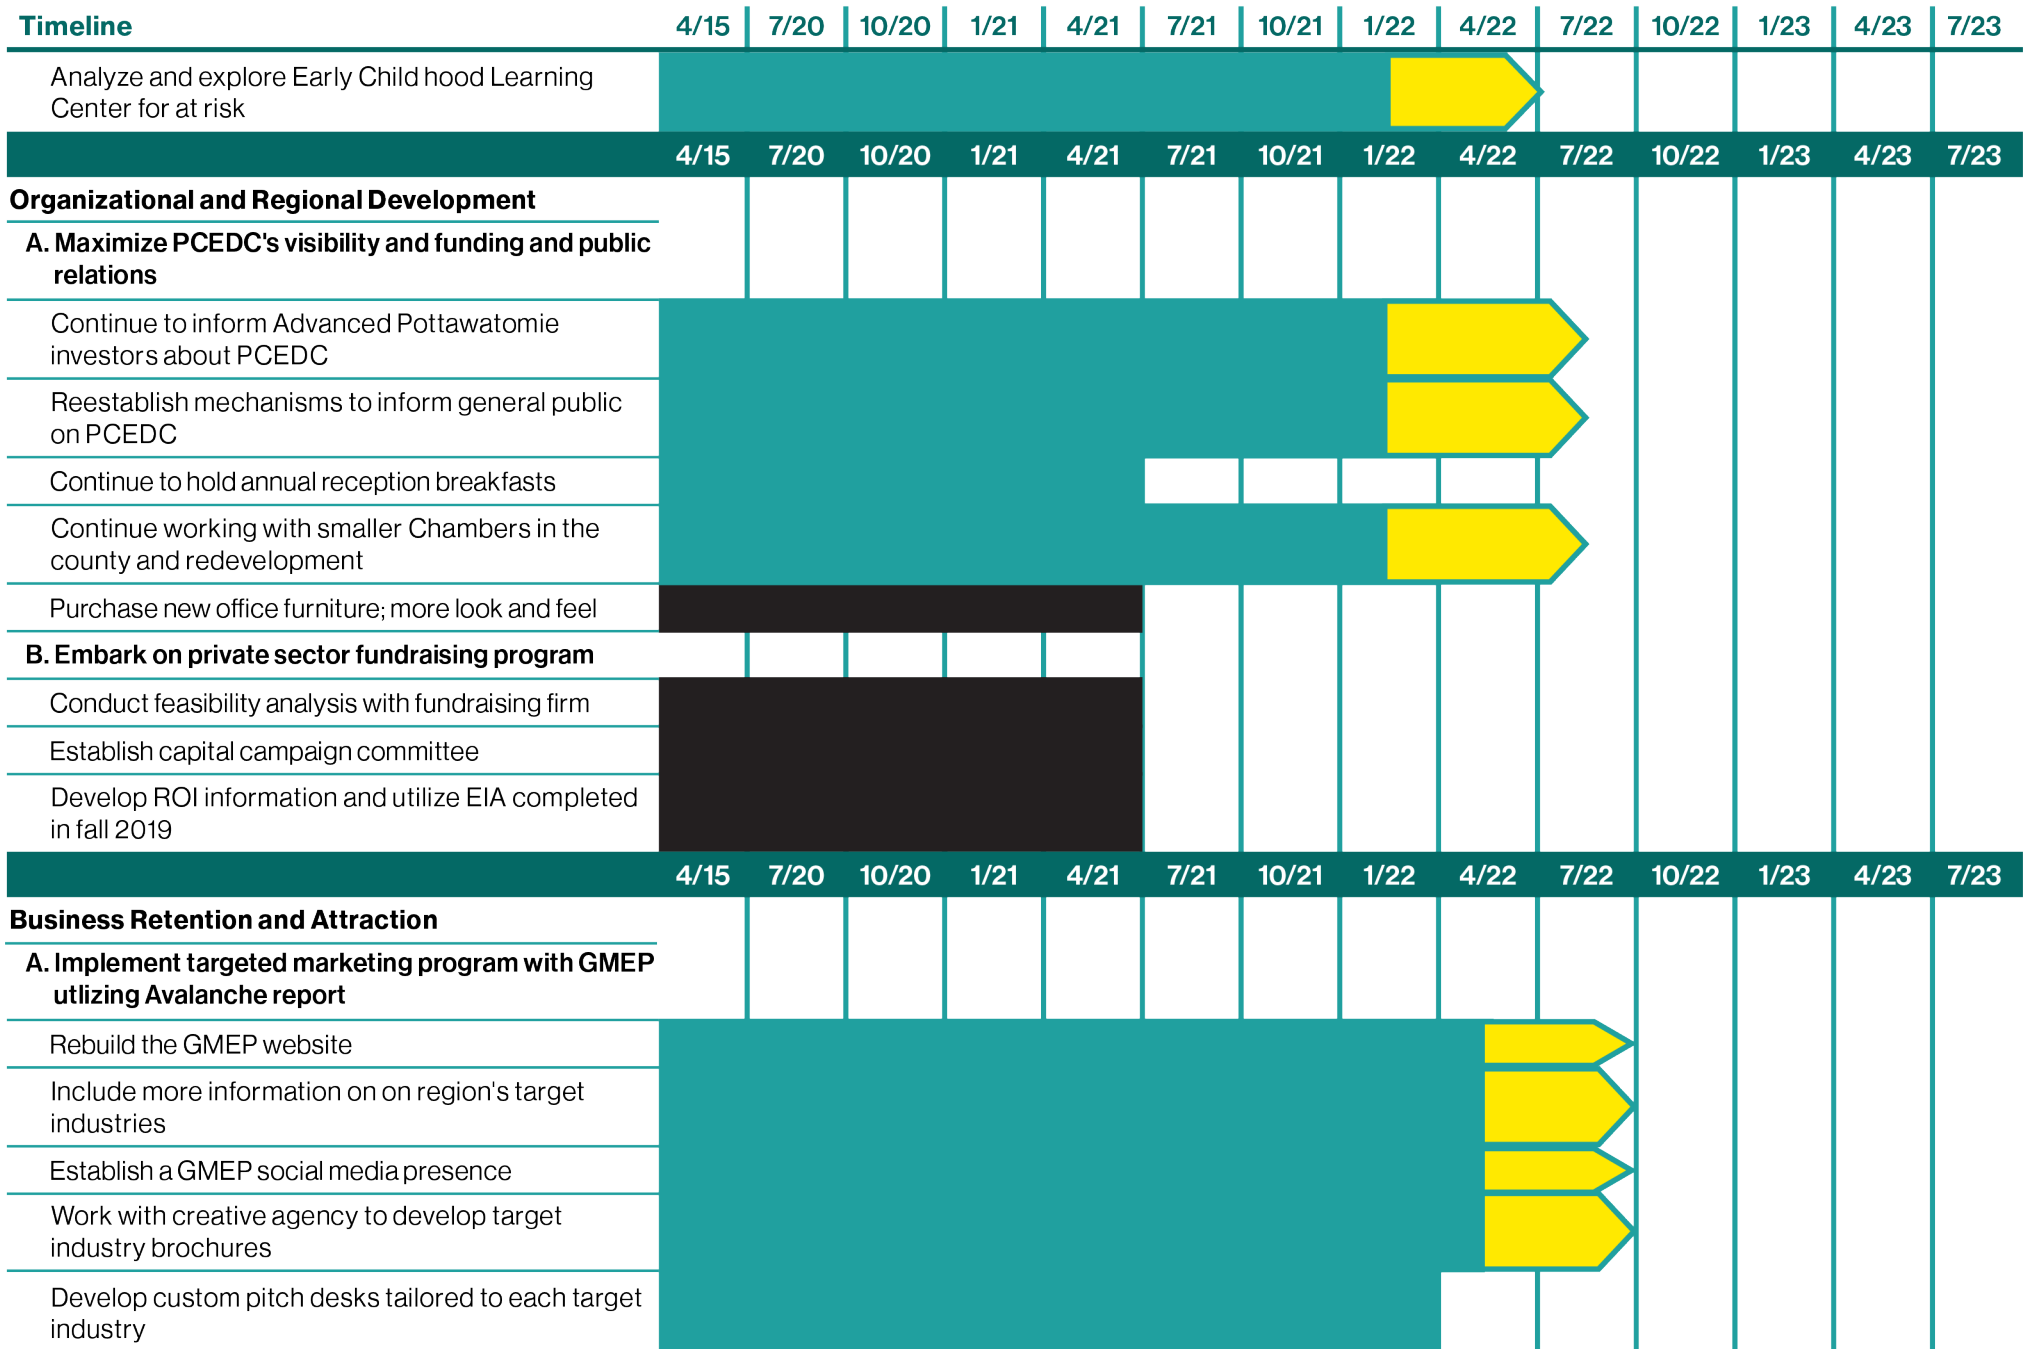 Timeline 4/15 7/20 10/20 1/21 4/21 7/21 10/21 1/22 4/22 7/22 10/22 1/23 4/23 7/23
Analyze and explore Early Child hood Learning
Center for at risk
4/15 7/20 10/20 1/21 4/21 7/21 10/21 1/22 4/22 7/22 10/22 1/23 4/23 7/23
Organizational and Regional Development
A. Maximize PCEDC's visibility and funding and public
relations
Continue to inform Advanced Pottawatomie
investors about PCEDC
Reestablish mechanisms to inform general public
on PCEDC
Continue to hold annual reception breakfasts
Continue working with smaller Chambers in the
county and redevelopment
Purchase new office furniture; more look and feel
B. Embark on private sector fundraising program
Conduct feasibility analysis with fundraising firm
Establish capital campaign committee
Develop ROI information and utilize EIA completed
in fall 2019
4/15 7/20 10/20 1/21 4/21 7/21 10/21 1/22 4/22 7/22 10/22 1/23 4/23 7/23
Business Retention and Attraction
A. Implement targeted marketing program with GMEP
utlizing Avalanche report
Rebuild the GMEP website
Include more information on on region's target
industries
Establish a GMEP social media presence
Work with creative agency to develop target
industry brochures
Develop custom pitch desks tailored to each target
industry